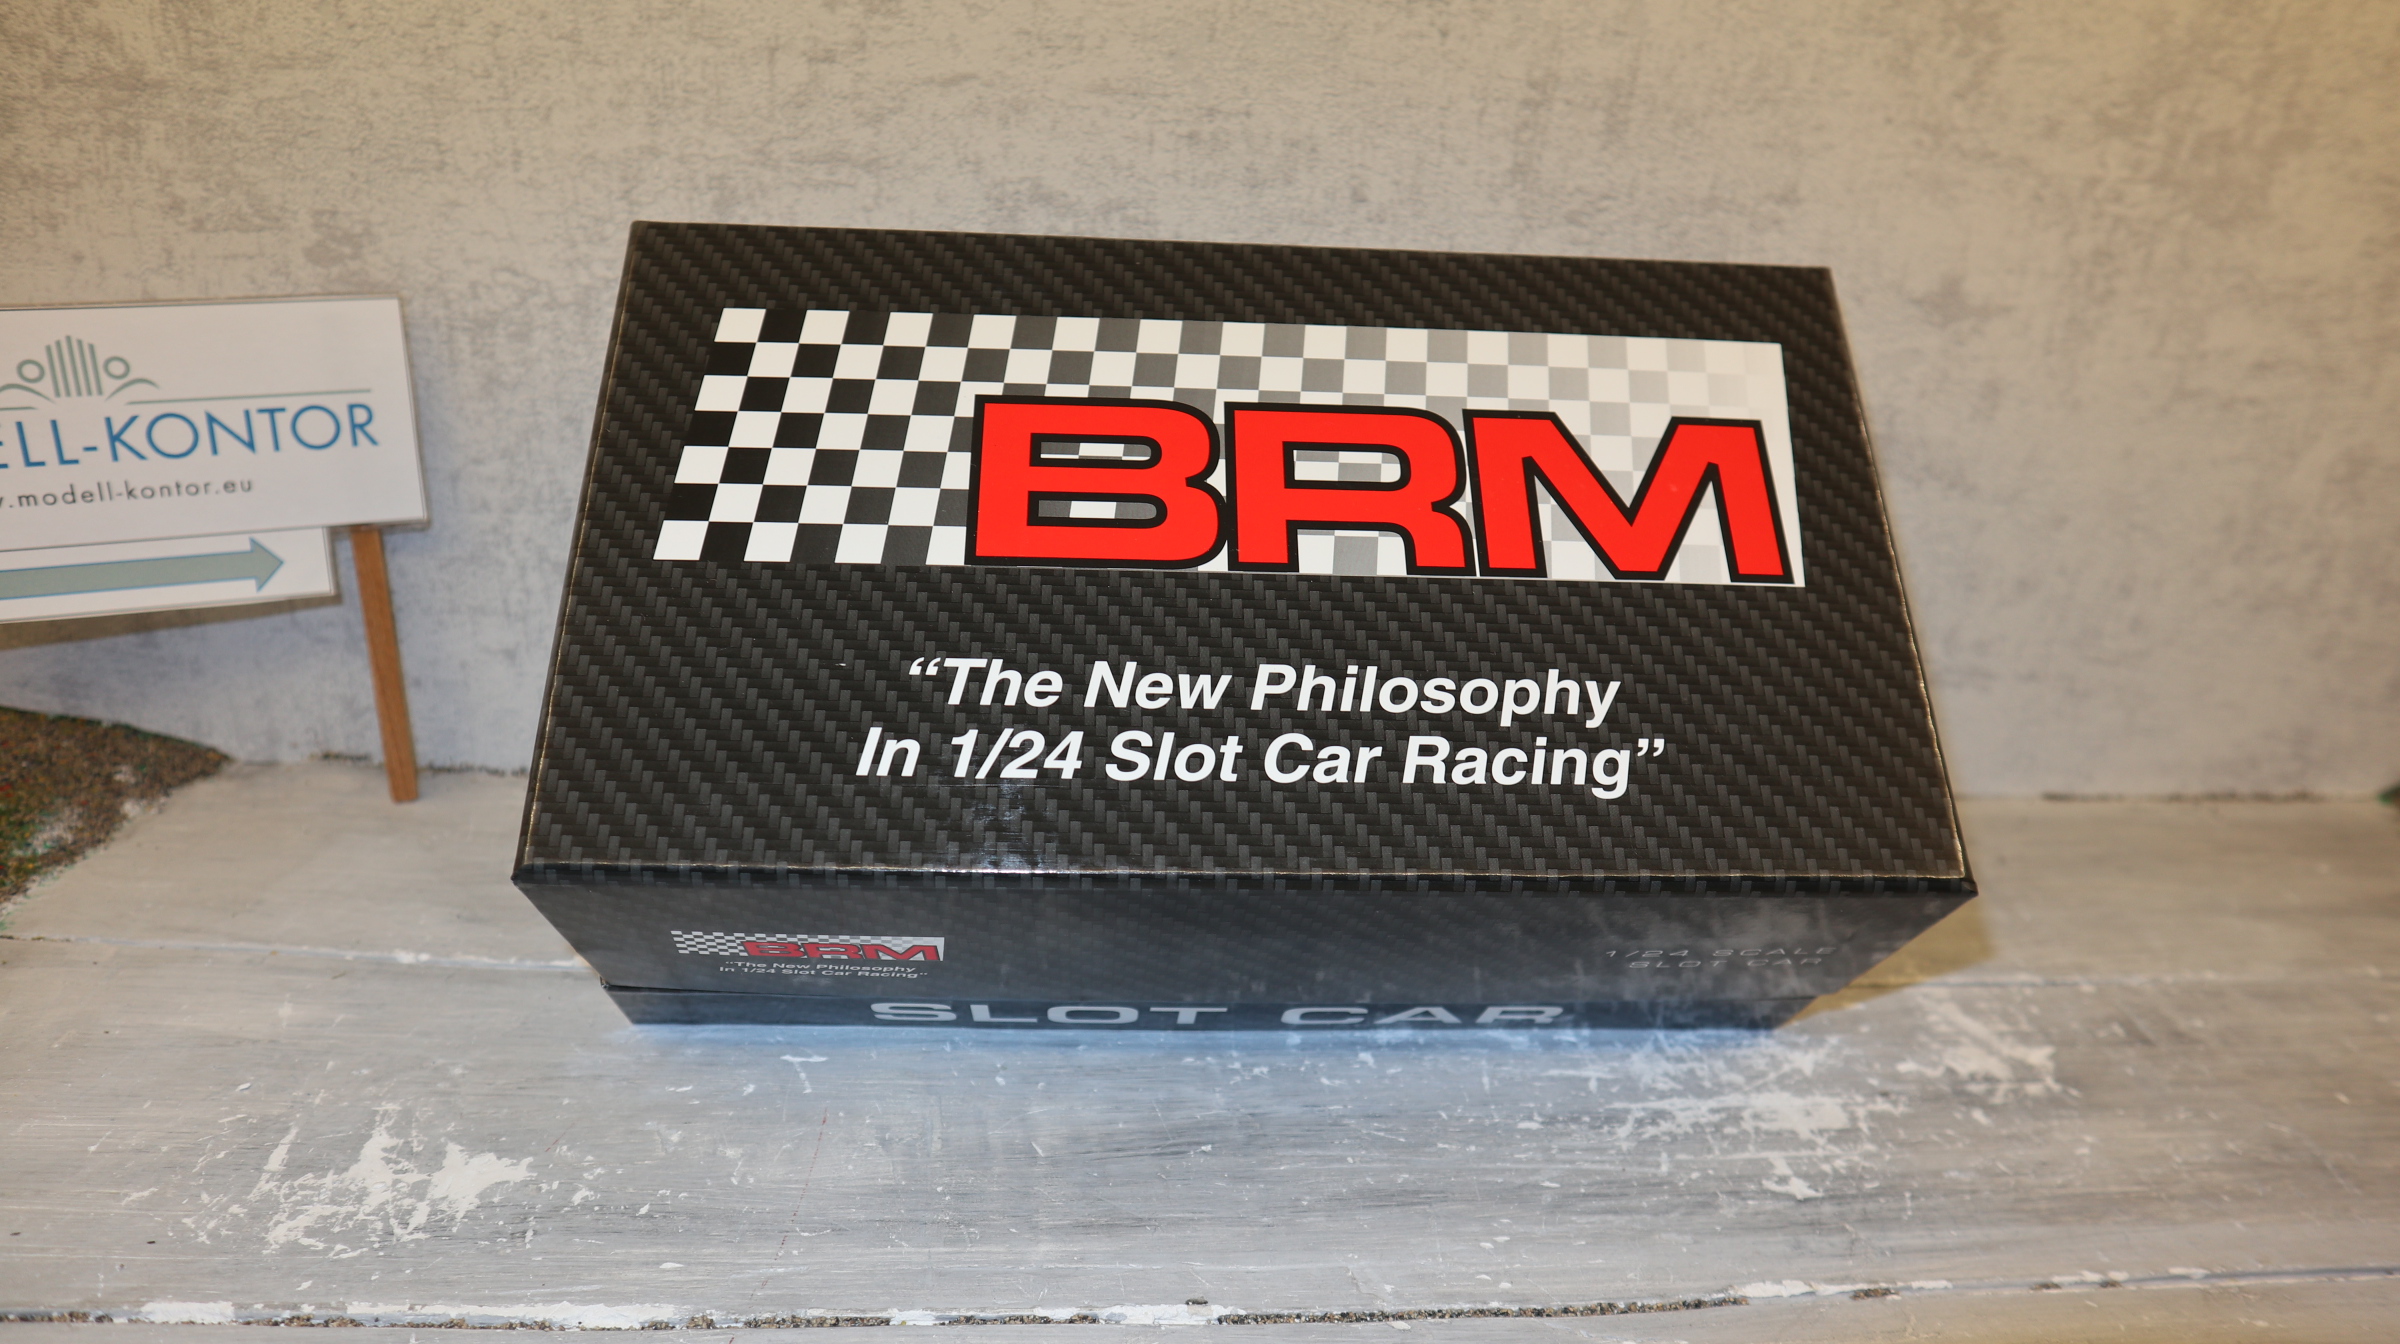 ELL-KONTOR
.modell-kontor.eu
BRM
“The New Philosophy
In 1/24 Slot Car Racing”
BRM
“The New Philosophy
In 1/24 Slot Car Racing”
1/24 SCALE
SLOT CAR
SLOT CAR